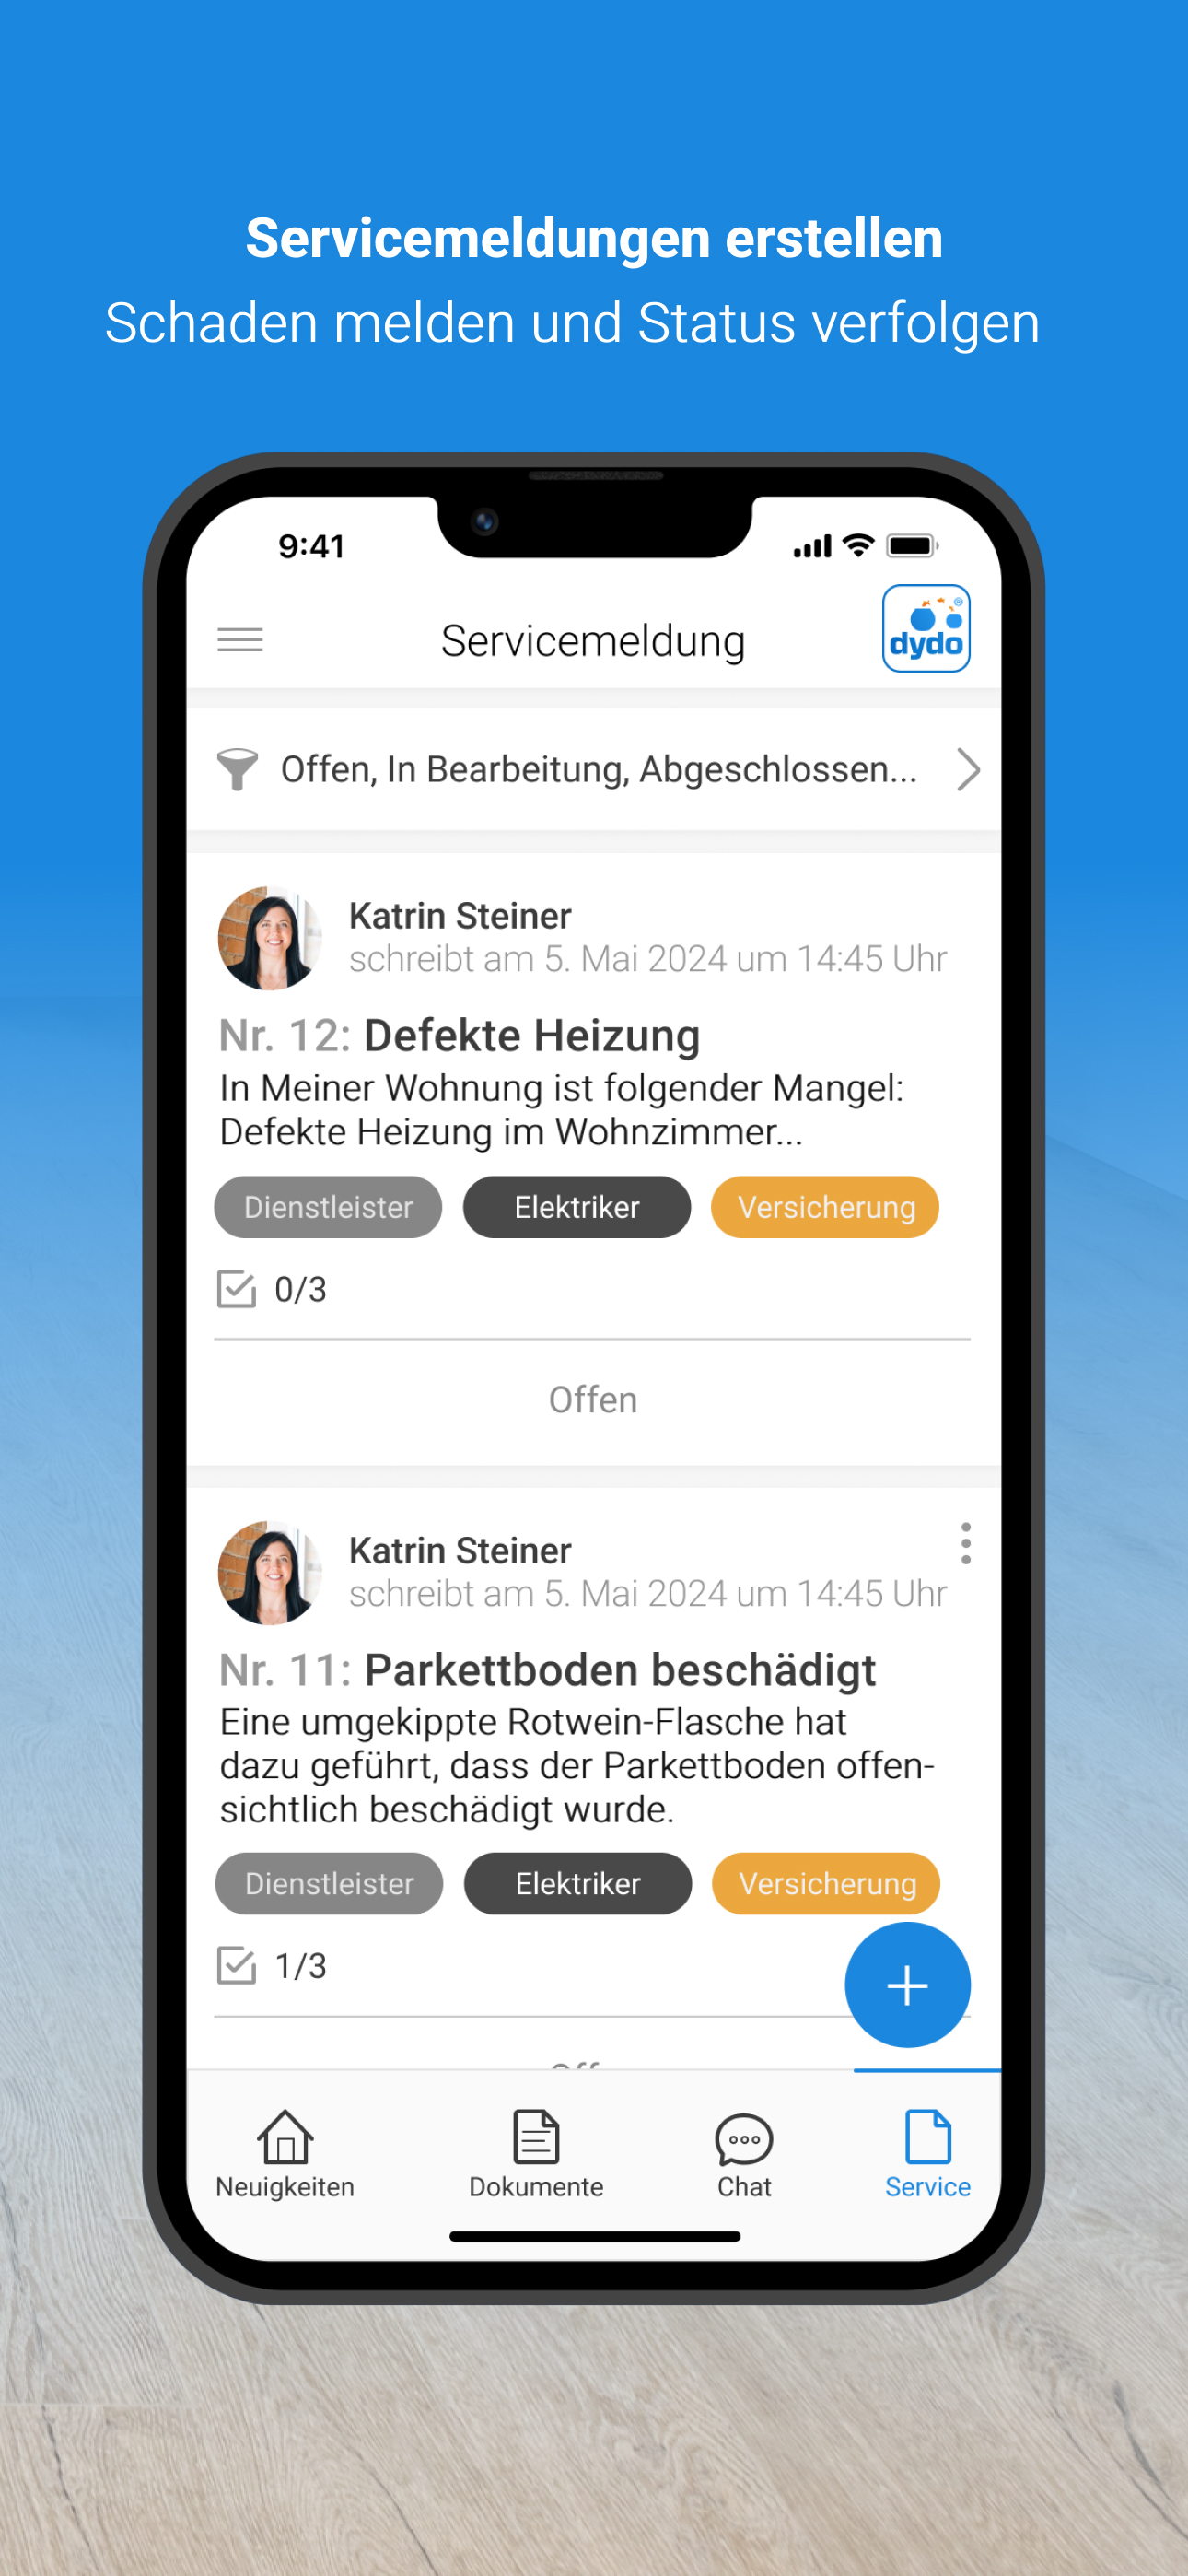 Servicemeldungen erstellen
Schaden melden und Status verfolgen
9:41
Servicemeldung
dydo
®
Offen, In Bearbeitung, Abgeschlossen...
Katrin Steiner
schreibt am 5. Mai 2024 um 14:45 Uhr
Nr. 12: Defekte Heizung
In Meiner Wohnung ist folgender Mangel:
Defekte Heizung im Wohnzimmer...
Dienstleister Elektriker Versicherung
0/3
Offen
Katrin Steiner
schreibt am 5. Mai 2024 um 14:45 Uhr
Nr. 11: Parkettboden beschädigt
Eine umgekippte Rotwein-Flasche hat
dazu geführt, dass der Parkettboden offen-
sichtlich beschädigt wurde.
Dienstleister Elektriker Versicherung
1/3
Neuigkeiten Dokumente Chat Service